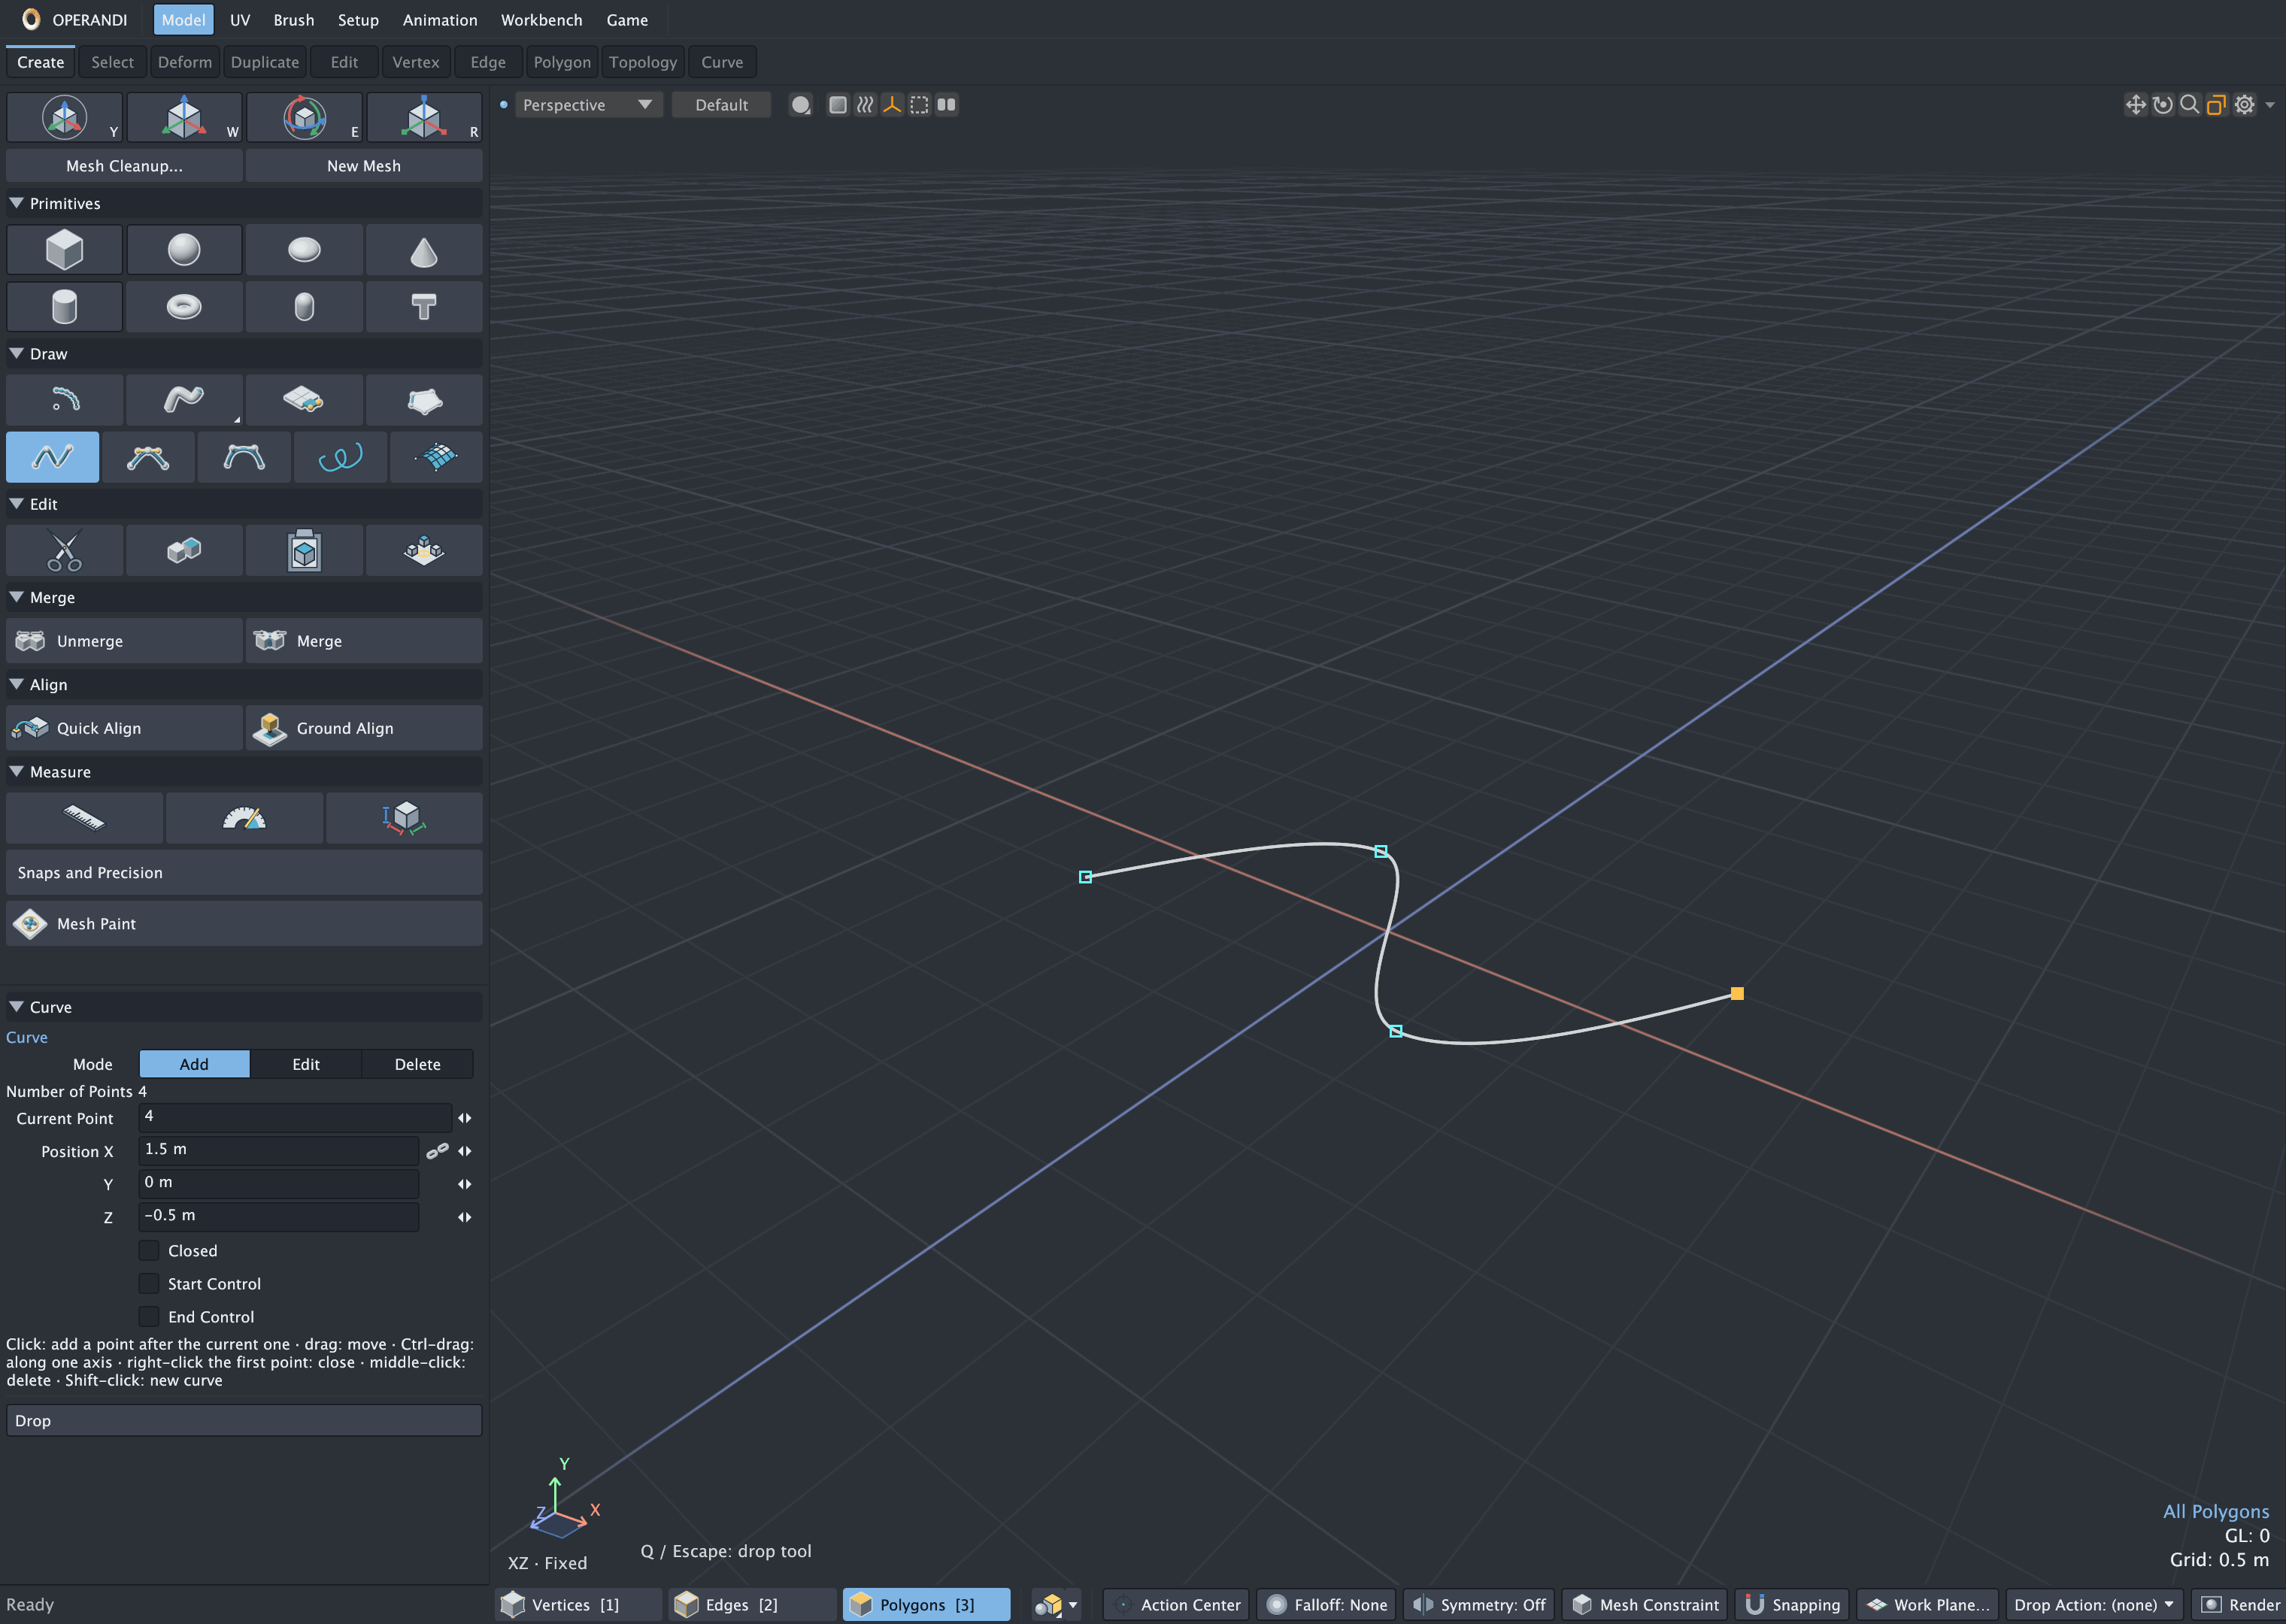 OPERANDI Model UV Brush Setup Animation Workbench Game
Create Select Deform Duplicate Edit Vertex Edge Polygon Topology Curve
Y W E R
Perspective Default
Mesh Cleanup... New Mesh
Primitives
Draw
Edit
Merge
Unmerge Merge
Align
Quick Align Ground Align
Measure
Snaps and Precision
Mesh Paint
Curve
Curve
Mode Add Edit Delete
Number of Points 4
Current Point 4
Position X 1.5 m
Y 0 m
Z −0.5 m
Closed
Start Control
End Control
Click: add a point after the current one · drag: move · Ctrl-drag:
along one axis · right-click the first point: close · middle-click:
delete · Shift-click: new curve
Drop
Y
Z X
XZ · Fixed
Q / Escape: drop tool
All Polygons
GL: 0
Grid: 0.5 m
Ready Vertices [1] Edges [2] Polygons [3] Action Center Falloff: None Symmetry: Off Mesh Constraint Snapping Work Plane... Drop Action: (none) Render